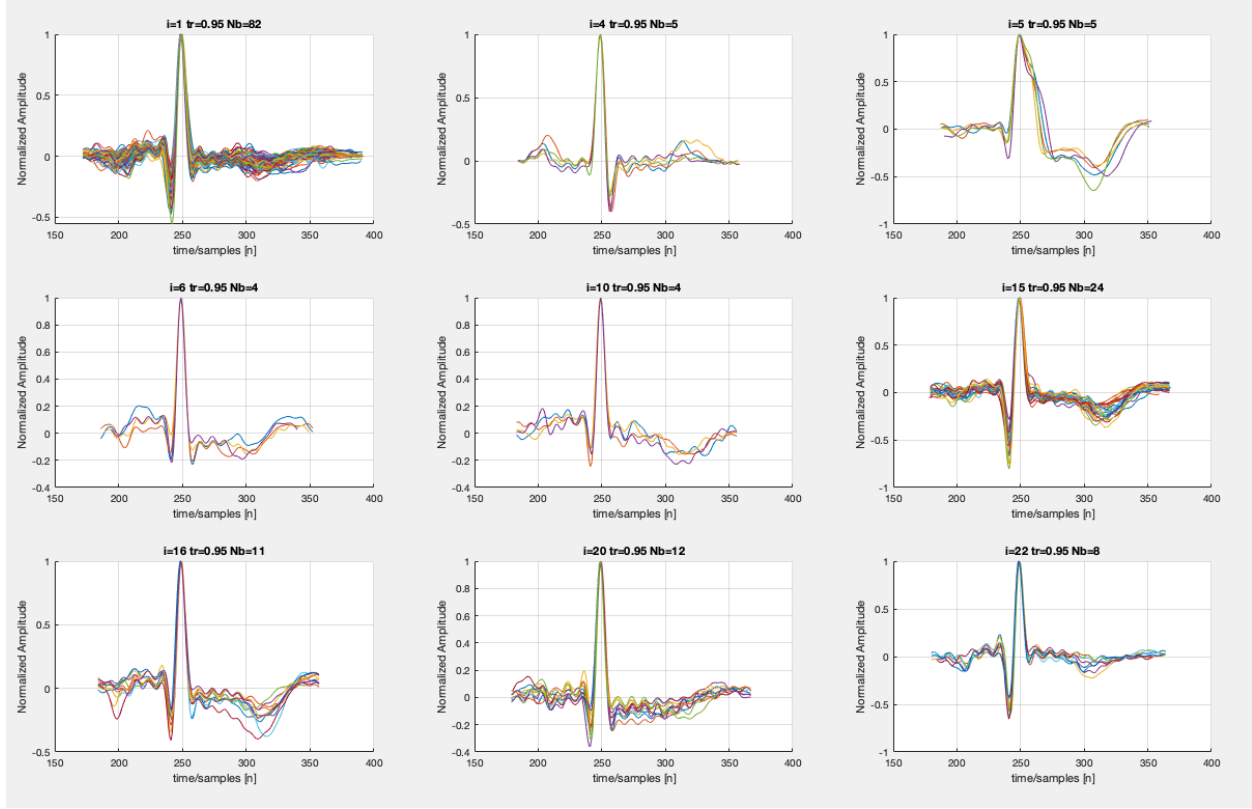 i=1 tr=0.95 Nb=82
1
0.5
0
-0.5
Normalized Amplitude
150 200 250 300 350 400
time/samples [n]
i=4 tr=0.95 Nb=5
1
0.5
0
-0.5
Normalized Amplitude
150 200 250 300 350 400
time/samples [n]
i=5 tr=0.95 Nb=5
1
0.5
0
-0.5
-1
Normalized Amplitude
150 200 250 300 350 400
time/samples [n]
i=6 tr=0.95 Nb=4
1
0.8
0.6
0.4
0.2
0
-0.2
-0.4
Normalized Amplitude
150 200 250 300 350 400
time/samples [n]
i=10 tr=0.95 Nb=4
1
0.8
0.6
0.4
0.2
0
-0.2
-0.4
Normalized Amplitude
150 200 250 300 350 400
time/samples [n]
i=15 tr=0.95 Nb=24
1
0.5
0
-0.5
-1
Normalized Amplitude
150 200 250 300 350 400
time/samples [n]
i=16 tr=0.95 Nb=11
1
0.5
0
-0.5
Normalized Amplitude
150 200 250 300 350 400
time/samples [n]
i=20 tr=0.95 Nb=12
1
0.8
0.6
0.4
0.2
0
-0.2
-0.4
Normalized Amplitude
150 200 250 300 350 400
time/samples [n]
i=22 tr=0.95 Nb=8
1
0.5
0
-0.5
-1
Normalized Amplitude
150 200 250 300 350 400
time/samples [n]